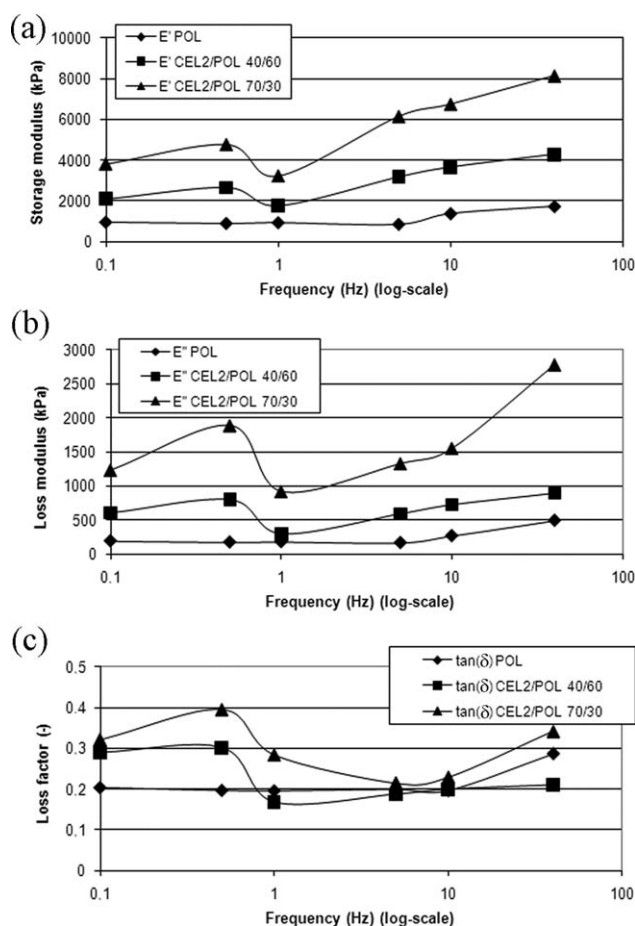 (a)
Storage modulus (kPa)
10000
8000
6000
4000
2000
0
E' POL
E' CEL2/POL 40/60
E' CEL2/POL 70/30
0.1
1
10
100
Frequency (Hz) (log-scale)
(b)
Loss modulus (kPa)
3000
2500
2000
1500
1000
500
0
E" POL
E" CEL2/POL 40/60
E" CEL2/POL 70/30
0.1
1
10
100
Frequency (Hz) (log-scale)
(c)
Loss factor (-)
0.5
0.4
0.3
0.2
0.1
0
tan(δ) POL
tan(δ) CEL2/POL 40/60
tan(δ) CEL2/POL 70/30
0.1
1
10
100
Frequency (Hz) (log-scale)